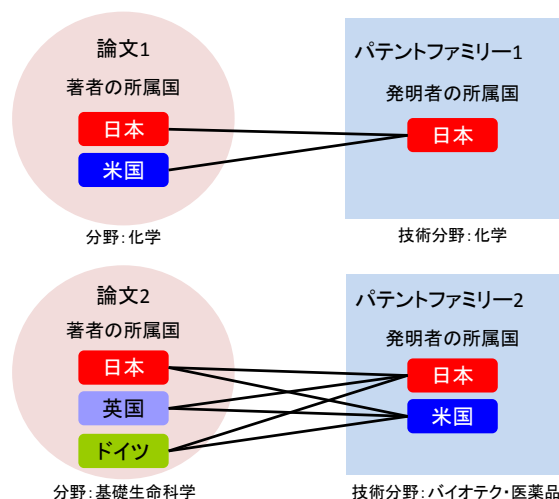 論文1
著者の所属国
日本
米国
分野:化学
パテントファミリー1
発明者の所属国
日本
技術分野:化学
論文2
著者の所属国
日本
英国
ドイツ
分野:基礎生命科学
パテントファミリー2
発明者の所属国
日本
米国
技術分野:バイオテク・医薬品